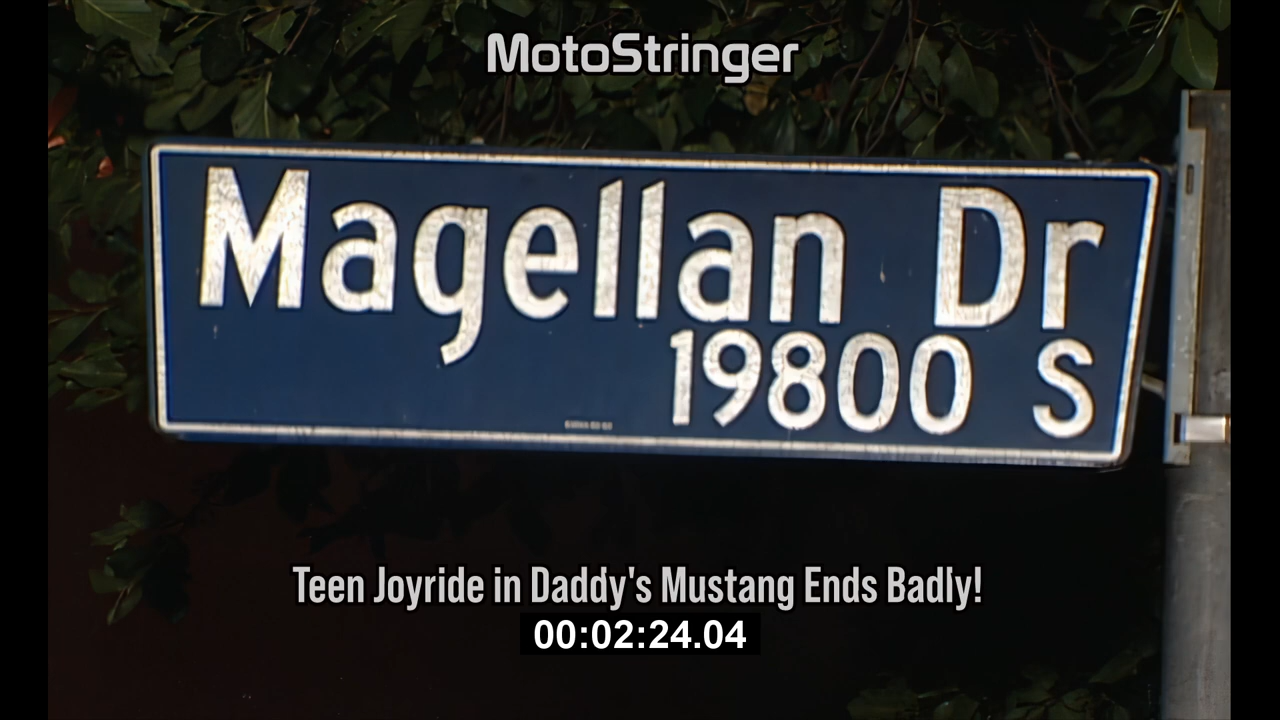 MotoStringer
Magellan Dr
19800 S
Teen Joyride in Daddy's Mustang Ends Badly!
00:02:24.04